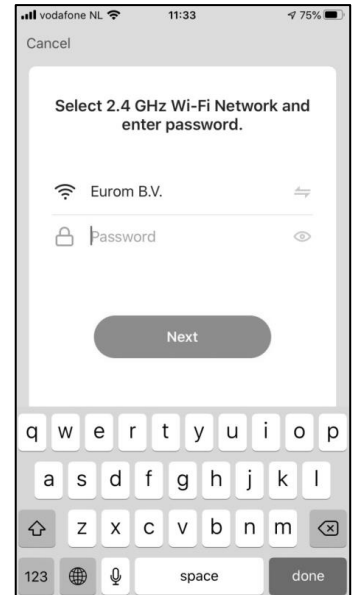 vodafone NL 11:33 75%
Cancel
Select 2.4 GHz Wi-Fi Network and
enter password.
Eurom B.V.
Password
Next
q w e r t y u i o p
a s d f g h j k l
z x c v b n m
123 space done